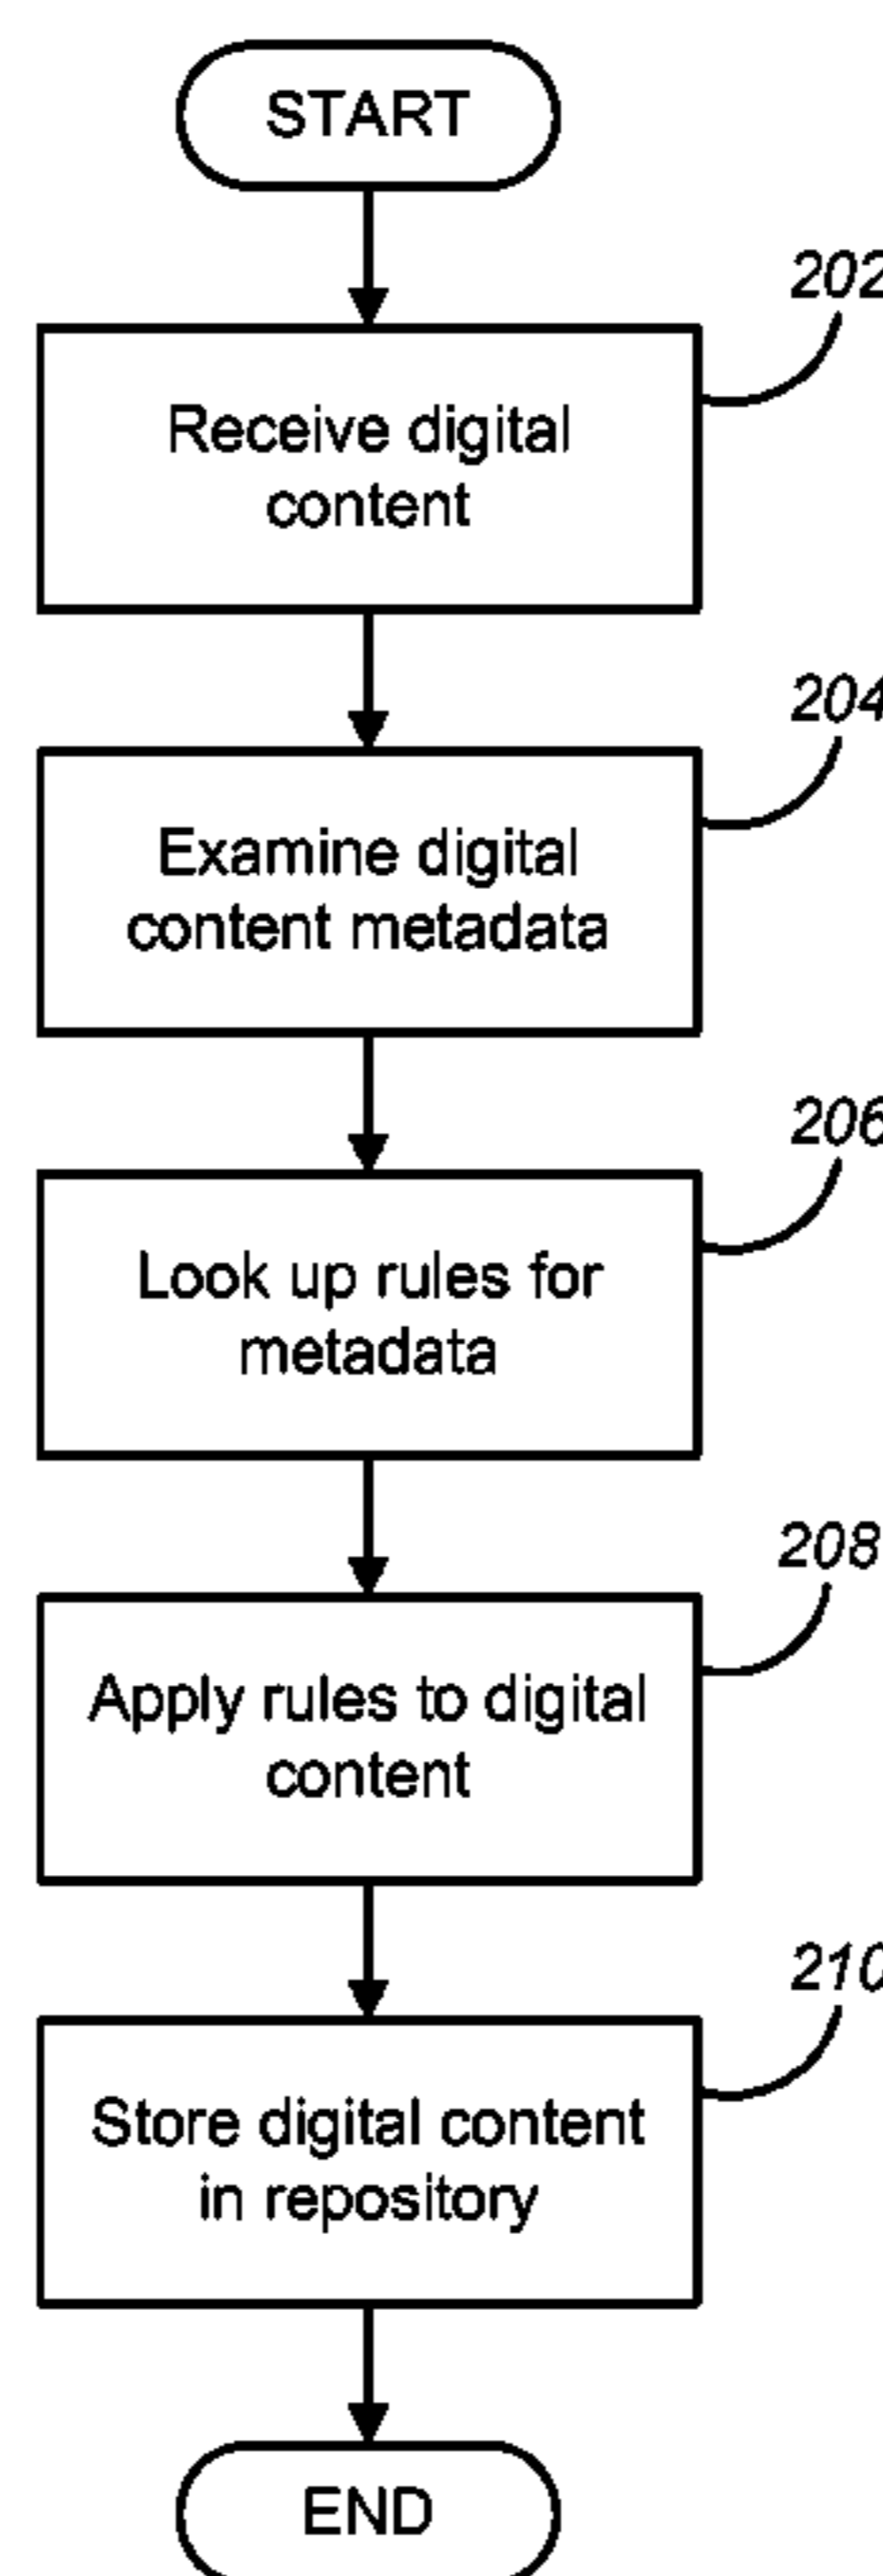 START
202
Receive digital
content
204
Examine digital
content metadata
206
Look up rules for
metadata
208
Apply rules to digital
content
210
Store digital content
in repository
END